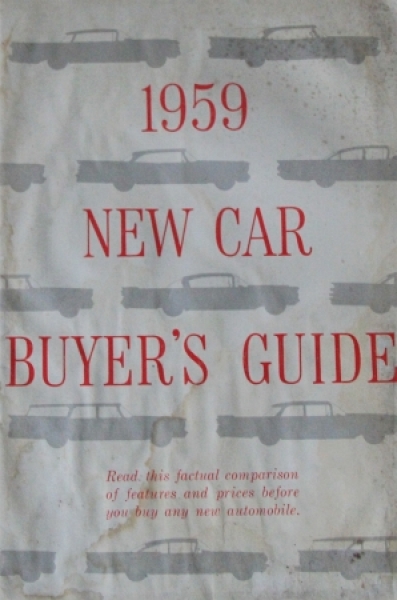 1959
NEW CAR
BUYER'S GUIDE
Read this factual comparison
of features and prices before
you buy any new automobile.